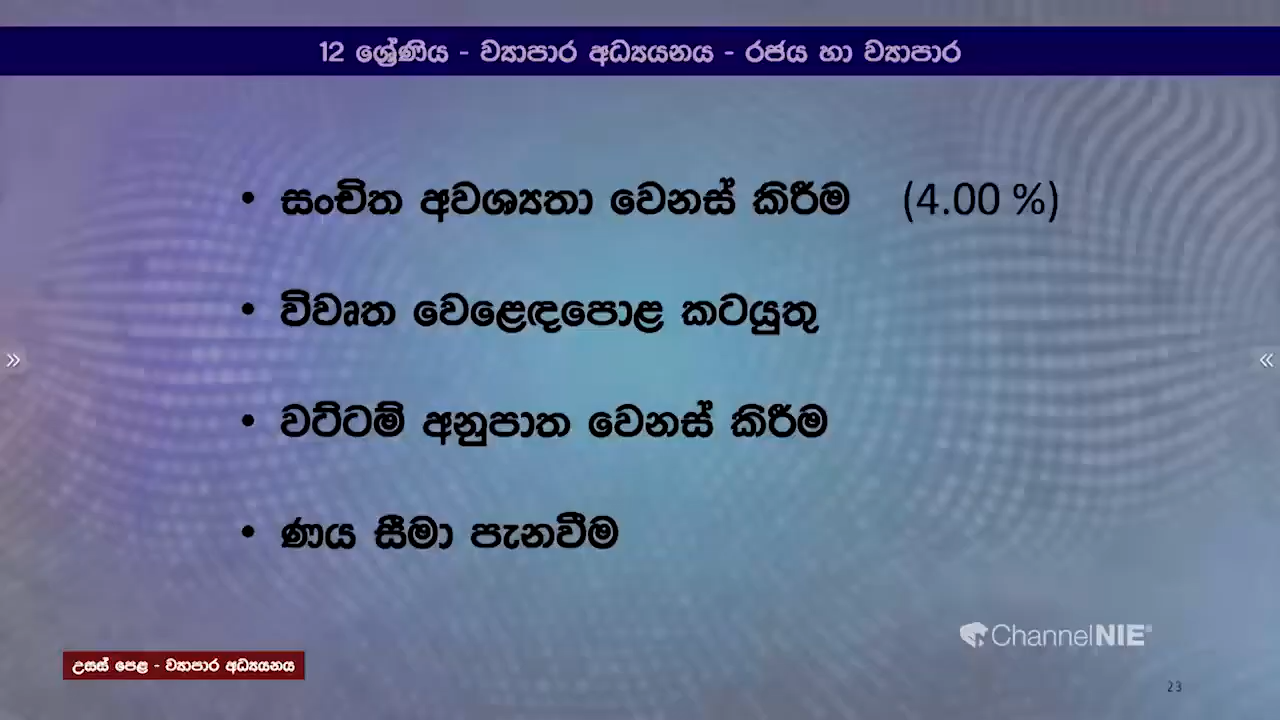 12 ශ්‍රේණිය - ව්‍යාපාර අධ්‍යයනය - රජය හා ව්‍යාපාර
• සංචිත අවශ්‍යතා වෙනස් කිරීම (4.00 %)
• විවෘත වෙළෙඳපොළ කටයුතු
»
«
• වට්ටම් අනුපාත වෙනස් කිරීම
• ණය සීමා පැනවීම
ChannelNIE
උසස් පෙළ - ව්‍යාපාර අධ්‍යයනය
23